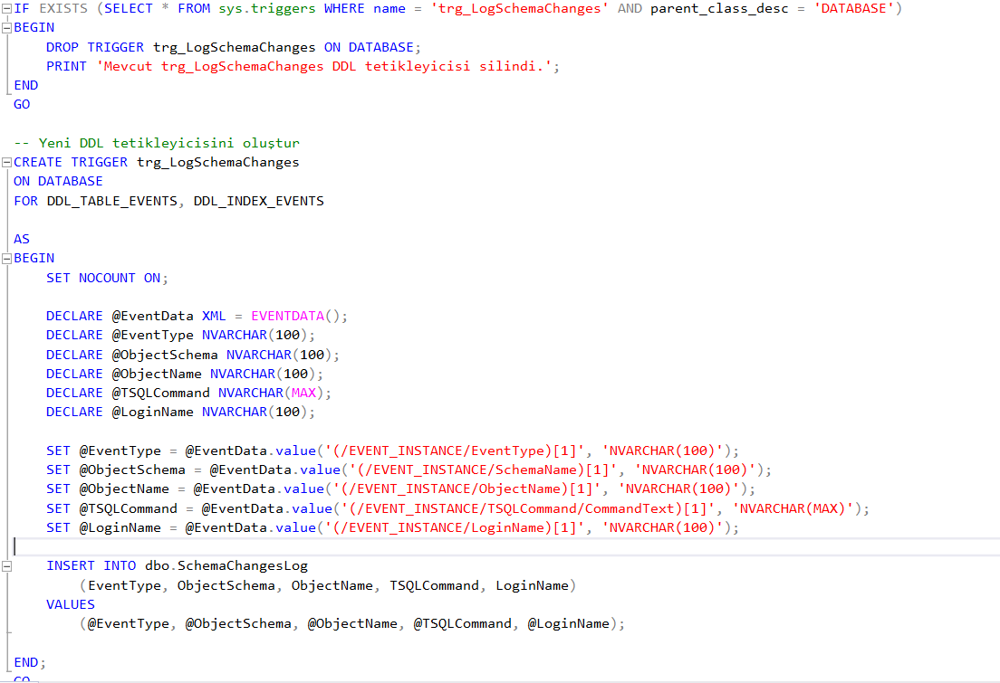 IF EXISTS (SELECT * FROM sys.triggers WHERE name = 'trg_LogSchemaChanges' AND parent_class_desc = 'DATABASE')
BEGIN
    DROP TRIGGER trg_LogSchemaChanges ON DATABASE;
    PRINT 'Mevcut trg_LogSchemaChanges DDL tetikleyicisi silindi.';
END
GO

-- Yeni DDL tetikleyicisini oluştur
CREATE TRIGGER trg_LogSchemaChanges
ON DATABASE
FOR DDL_TABLE_EVENTS, DDL_INDEX_EVENTS

AS
BEGIN
    SET NOCOUNT ON;

    DECLARE @EventData XML = EVENTDATA();
    DECLARE @EventType NVARCHAR(100);
    DECLARE @ObjectSchema NVARCHAR(100);
    DECLARE @ObjectName NVARCHAR(100);
    DECLARE @TSQLCommand NVARCHAR(MAX);
    DECLARE @LoginName NVARCHAR(100);

    SET @EventType = @EventData.value('(/EVENT_INSTANCE/EventType)[1]', 'NVARCHAR(100)');
    SET @ObjectSchema = @EventData.value('(/EVENT_INSTANCE/SchemaName)[1]', 'NVARCHAR(100)');
    SET @ObjectName = @EventData.value('(/EVENT_INSTANCE/ObjectName)[1]', 'NVARCHAR(100)');
    SET @TSQLCommand = @EventData.value('(/EVENT_INSTANCE/TSQLCommand/CommandText)[1]', 'NVARCHAR(MAX)');
    SET @LoginName = @EventData.value('(/EVENT_INSTANCE/LoginName)[1]', 'NVARCHAR(100)');

    INSERT INTO dbo.SchemaChangesLog
        (EventType, ObjectSchema, ObjectName, TSQLCommand, LoginName)
    VALUES
        (@EventType, @ObjectSchema, @ObjectName, @TSQLCommand, @LoginName);

END;
GO